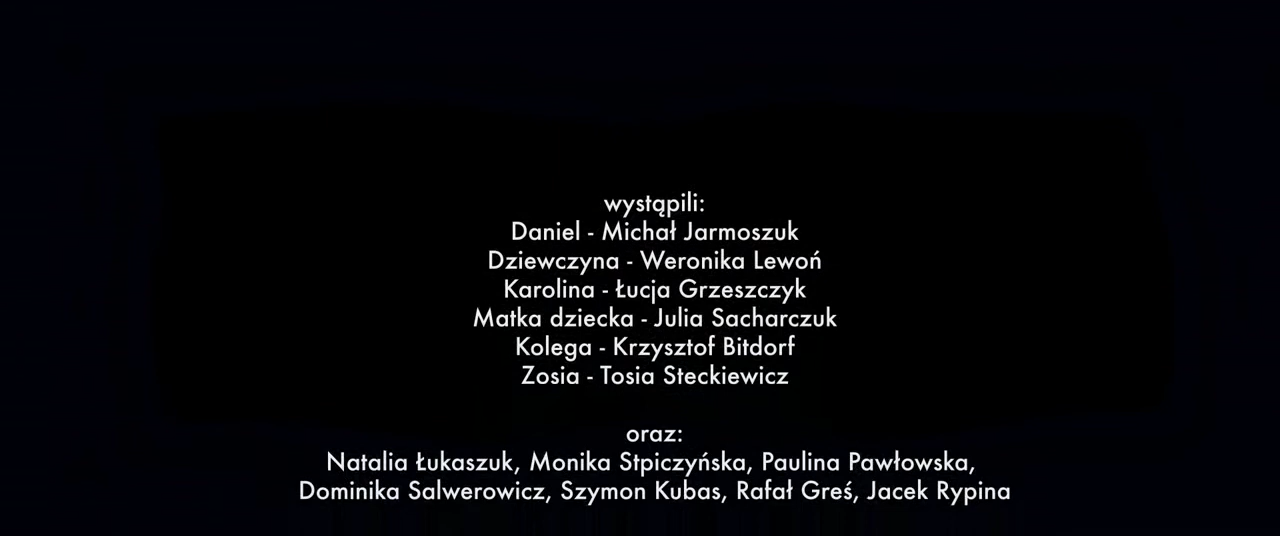 wystąpili:
Daniel - Michał Jarmoszuk
Dziewczyna - Weronika Lewoń
Karolina - Łucja Grzeszczyk
Matka dziecka - Julia Sacharczuk
Kolega - Krzysztof Bitdorf
Zosia - Tosia Steckiewicz
oraz:
Natalia Łukaszuk, Monika Stpiczyńska, Paulina Pawłowska,
Dominika Salwerowicz, Szymon Kubas, Rafał Greś, Jacek Rypina